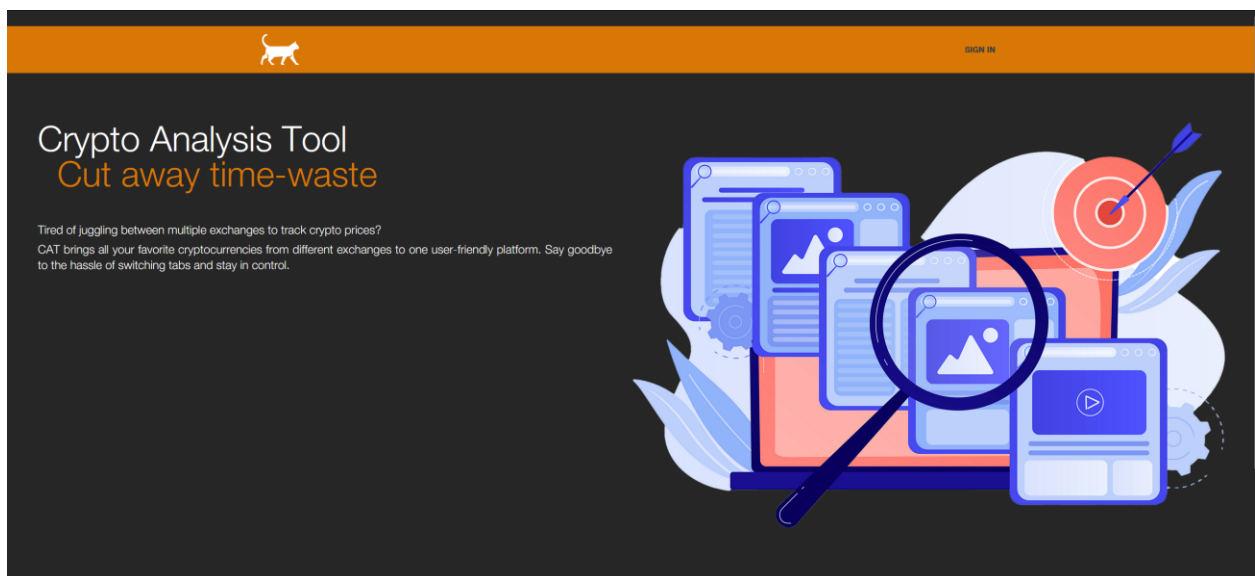 SIGN IN
Crypto Analysis Tool
Cut away time-waste
Tired of juggling between multiple exchanges to track crypto prices?
CAT brings all your favorite cryptocurrencies from different exchanges to one user-friendly platform. Say goodbye
to the hassle of switching tabs and stay in control.